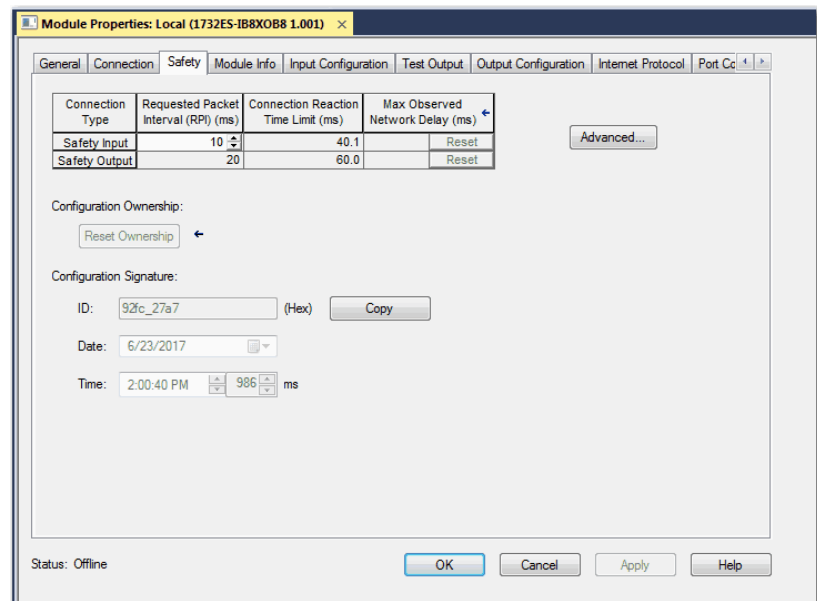 Module Properties: Local (1732ES-IB8XOB8 1.001) ×
General Connection Safety Module Info Input Configuration Test Output Output Configuration Internet Protocol Port Cc
Connection Type Requested Packet Interval (RPI) (ms) Connection Reaction Time Limit (ms) Max Observed Network Delay (ms)
Safety Input 10 40.1 Reset
Safety Output 20 60.0 Reset
Advanced...
Configuration Ownership:
Reset Ownership
Configuration Signature:
ID: 92fc_27a7 (Hex) Copy
Date: 6/23/2017
Time: 2:00:40 PM 986 ms
Status: Offline OK Cancel Apply Help